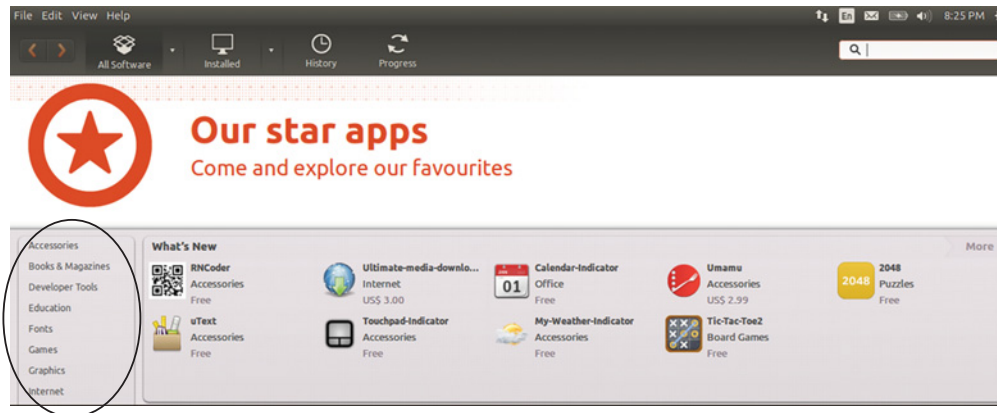 File Edit View Help
En 8:25 PM
All Software Installed History Progress
Our star apps
Come and explore our favourites
Accessories
Books & Magazines
Developer Tools
Education
Fonts
Games
Graphics
Internet
What's New More
RNCoder
Accessories
Free
Ultimate-media-downlo...
Internet
US$ 3.00
JAN
01
Calendar-Indicator
Office
Free
Umamu
Accessories
US$ 2.99
2048
2048
Puzzles
Free
uText
Accessories
Free
Touchpad-Indicator
Accessories
Free
My-Weather-Indicator
Accessories
Free
Tic-Tac-Toe2
Board Games
Free